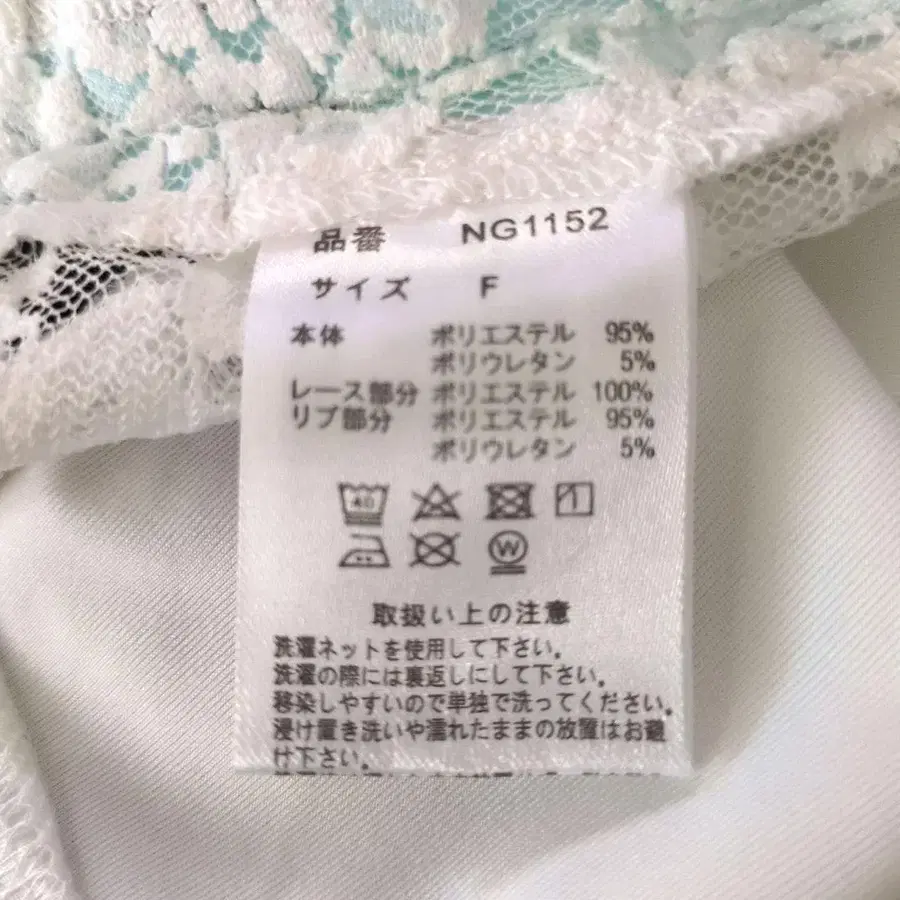 品番 NG1152
サイズ F
本体 ポリエステル 95%
ポリウレタン 5%
レース部分 ポリエステル 100%
リブ部分 ポリエステル 95%
ポリウレタン 5%
40
W
取扱い上の注意
洗濯ネットを使用して下さい。
洗濯の際には裏返しにして下さい。
移染しやすいので単独で洗ってください。
浸け置き洗いや濡れたままの放置はお避
け下さい。